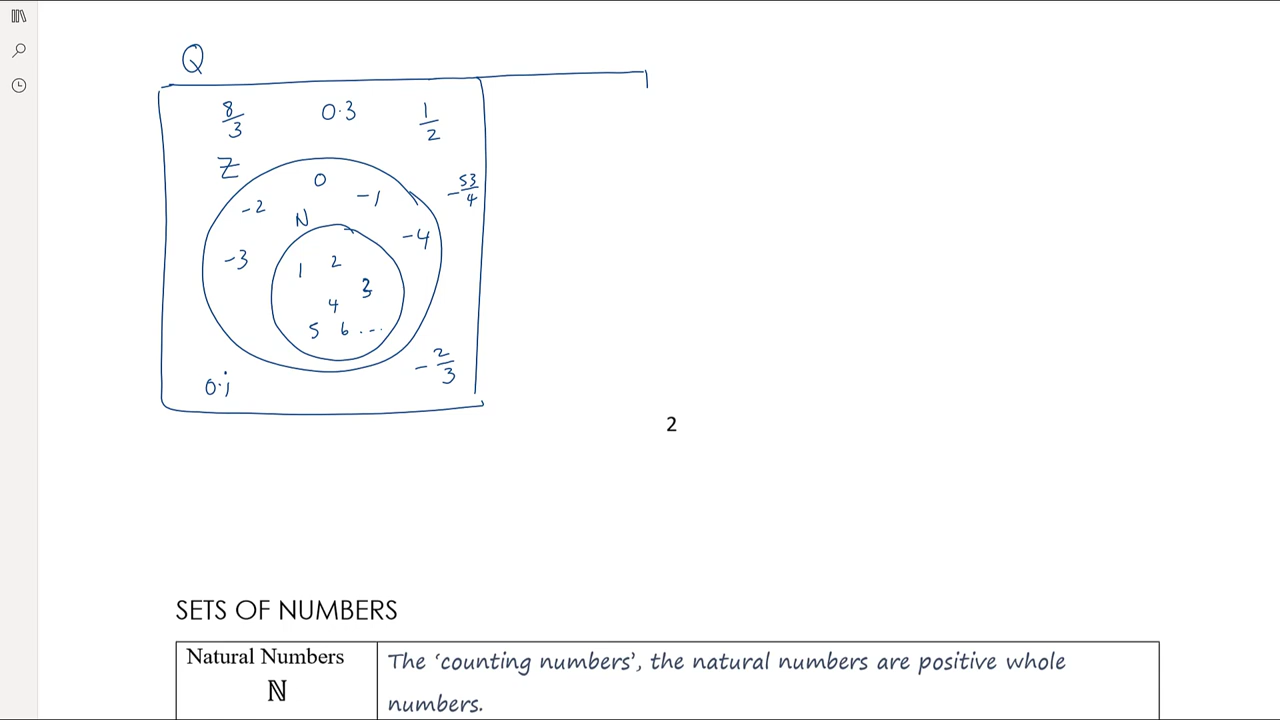 Q
8/3 0·3 1/2
Z
0
-53/4
-2 -1
N
-4
-3
1 2
3
4
5 6 ...
-2/3
0·i
2
SETS OF NUMBERS
Natural Numbers
ℕ
The ‘counting numbers’, the natural numbers are positive whole
numbers.